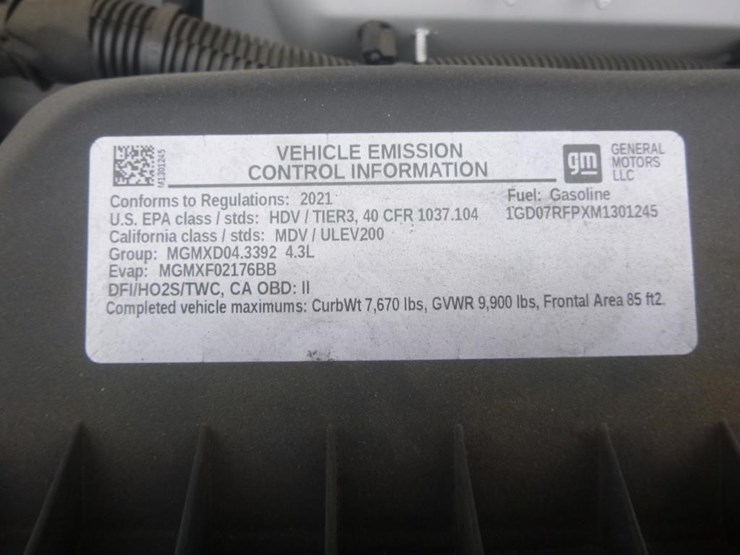 VEHICLE EMISSION
CONTROL INFORMATION
gm
GENERAL
MOTORS
LLC
M1301245
Conforms to Regulations: 2021
Fuel: Gasoline
U.S. EPA class / stds: HDV / TIER3, 40 CFR 1037.104
1GD07RFPXM1301245
California class / stds: MDV / ULEV200
Group: MGMXD04.3392 4.3L
Evap: MGMXF02176BB
DFI/HO2S/TWC, CA OBD: II
Completed vehicle maximums: CurbWt 7,670 lbs, GVWR 9,900 lbs, Frontal Area 85 ft2